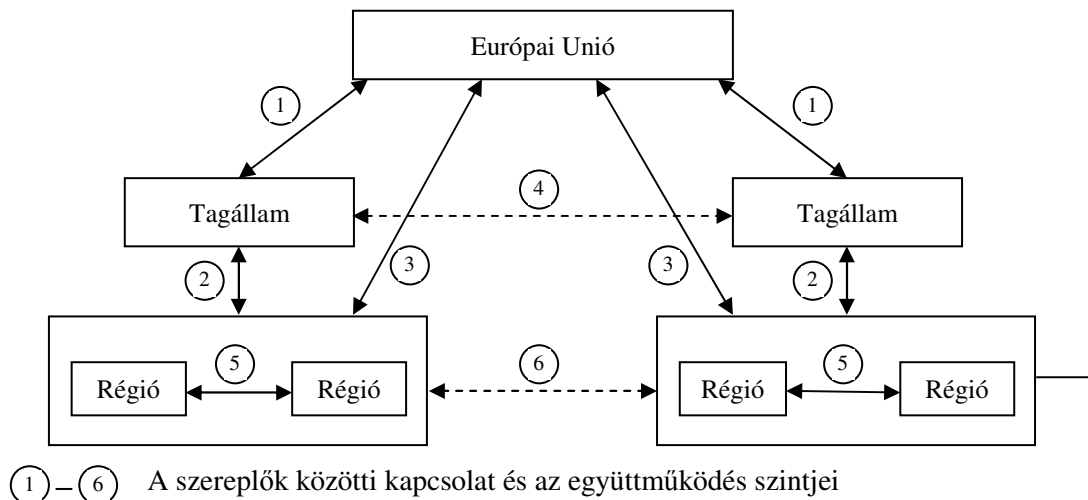 Európai Unió
1 1
4
Tagállam Tagállam
2 3 3 2
5 6 5
Régió Régió Régió Régió
1 – 6 A szereplők közötti kapcsolat és az együttműködés szintjei